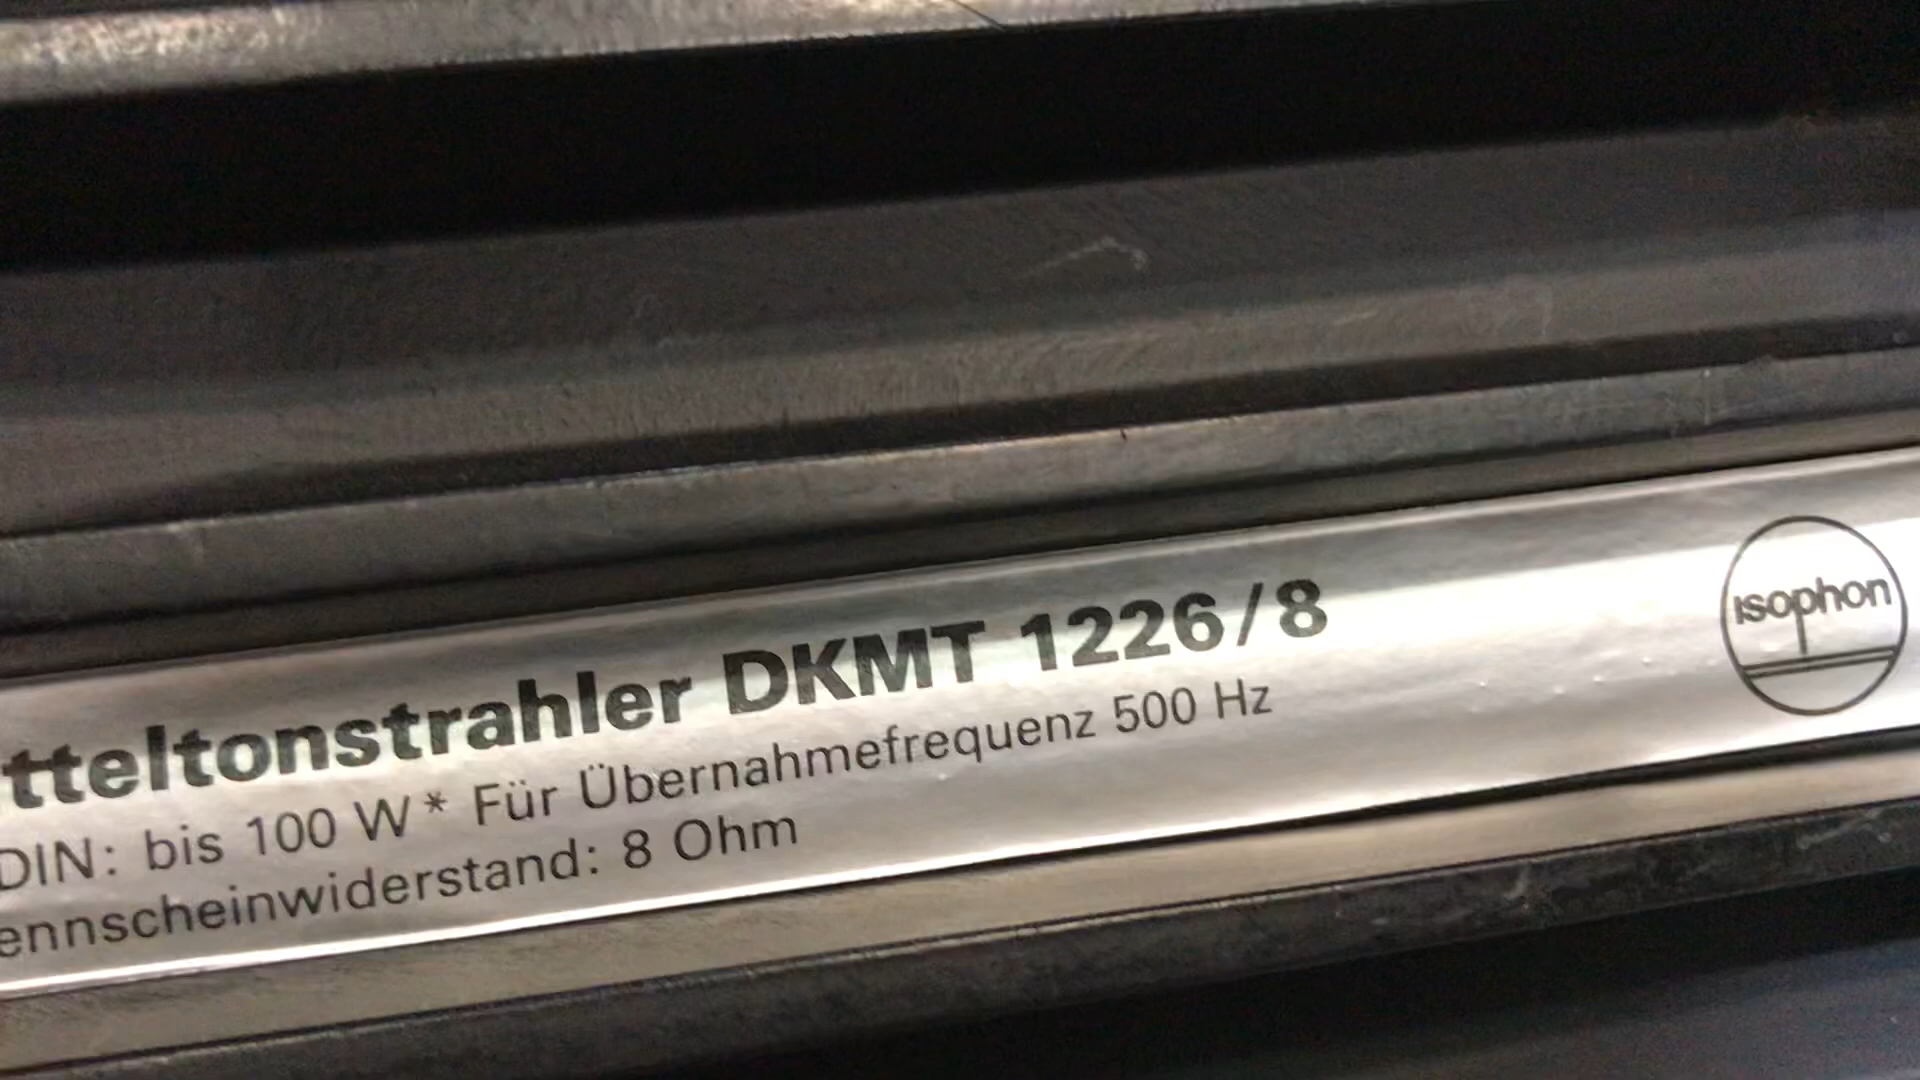 tteltonstrahler DKMT 1226/8
DIN: bis 100 W* Für Übernahmefrequenz 500 Hz
ennscheinwiderstand: 8 Ohm
isophon